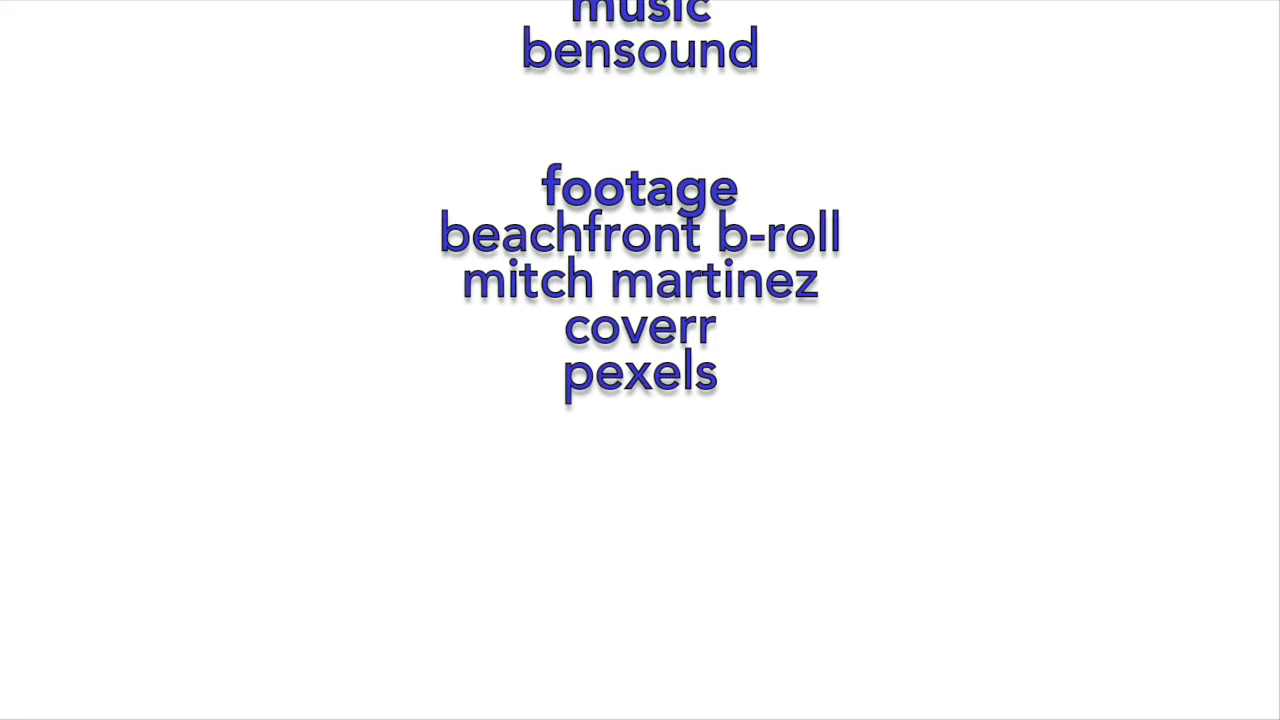 music
bensound
footage
beachfront b-roll
mitch martinez
coverr
pexels